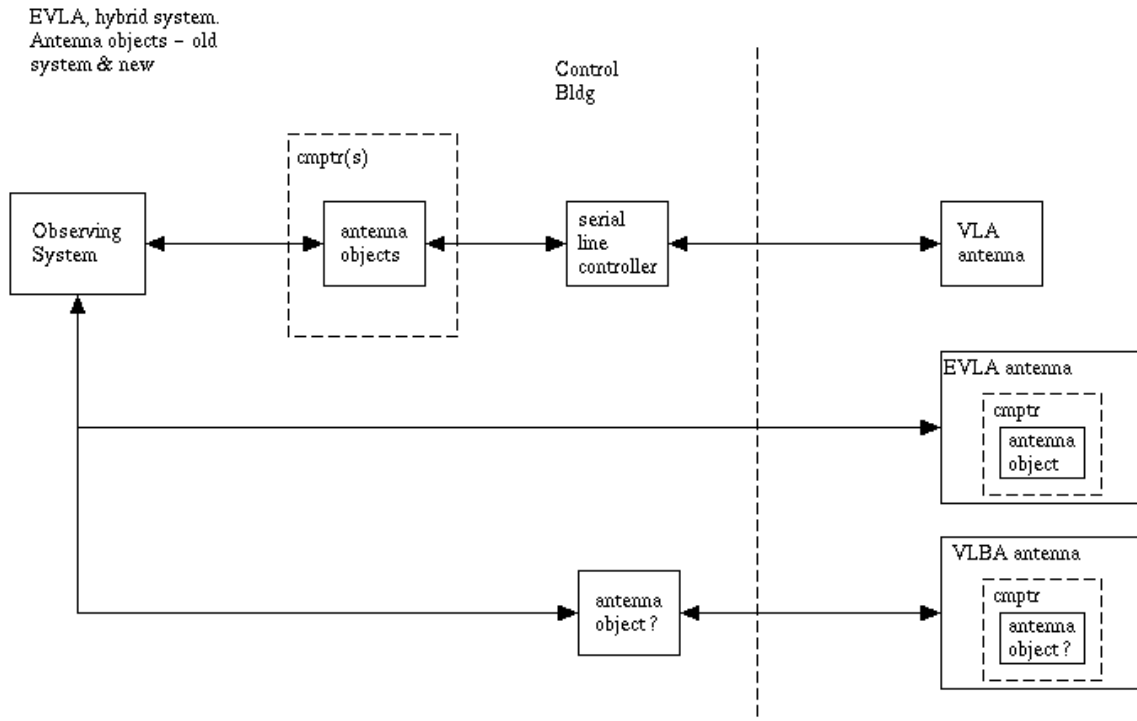 EVLA, hybrid system.
Antenna objects – old
system & new
Control
Bldg
cmptr(s)
Observing
System
antenna
objects
serial
line
controller
VLA
antenna
EVLA antenna
cmptr
antenna
object
VLBA antenna
cmptr
antenna
object ?
antenna
object ?